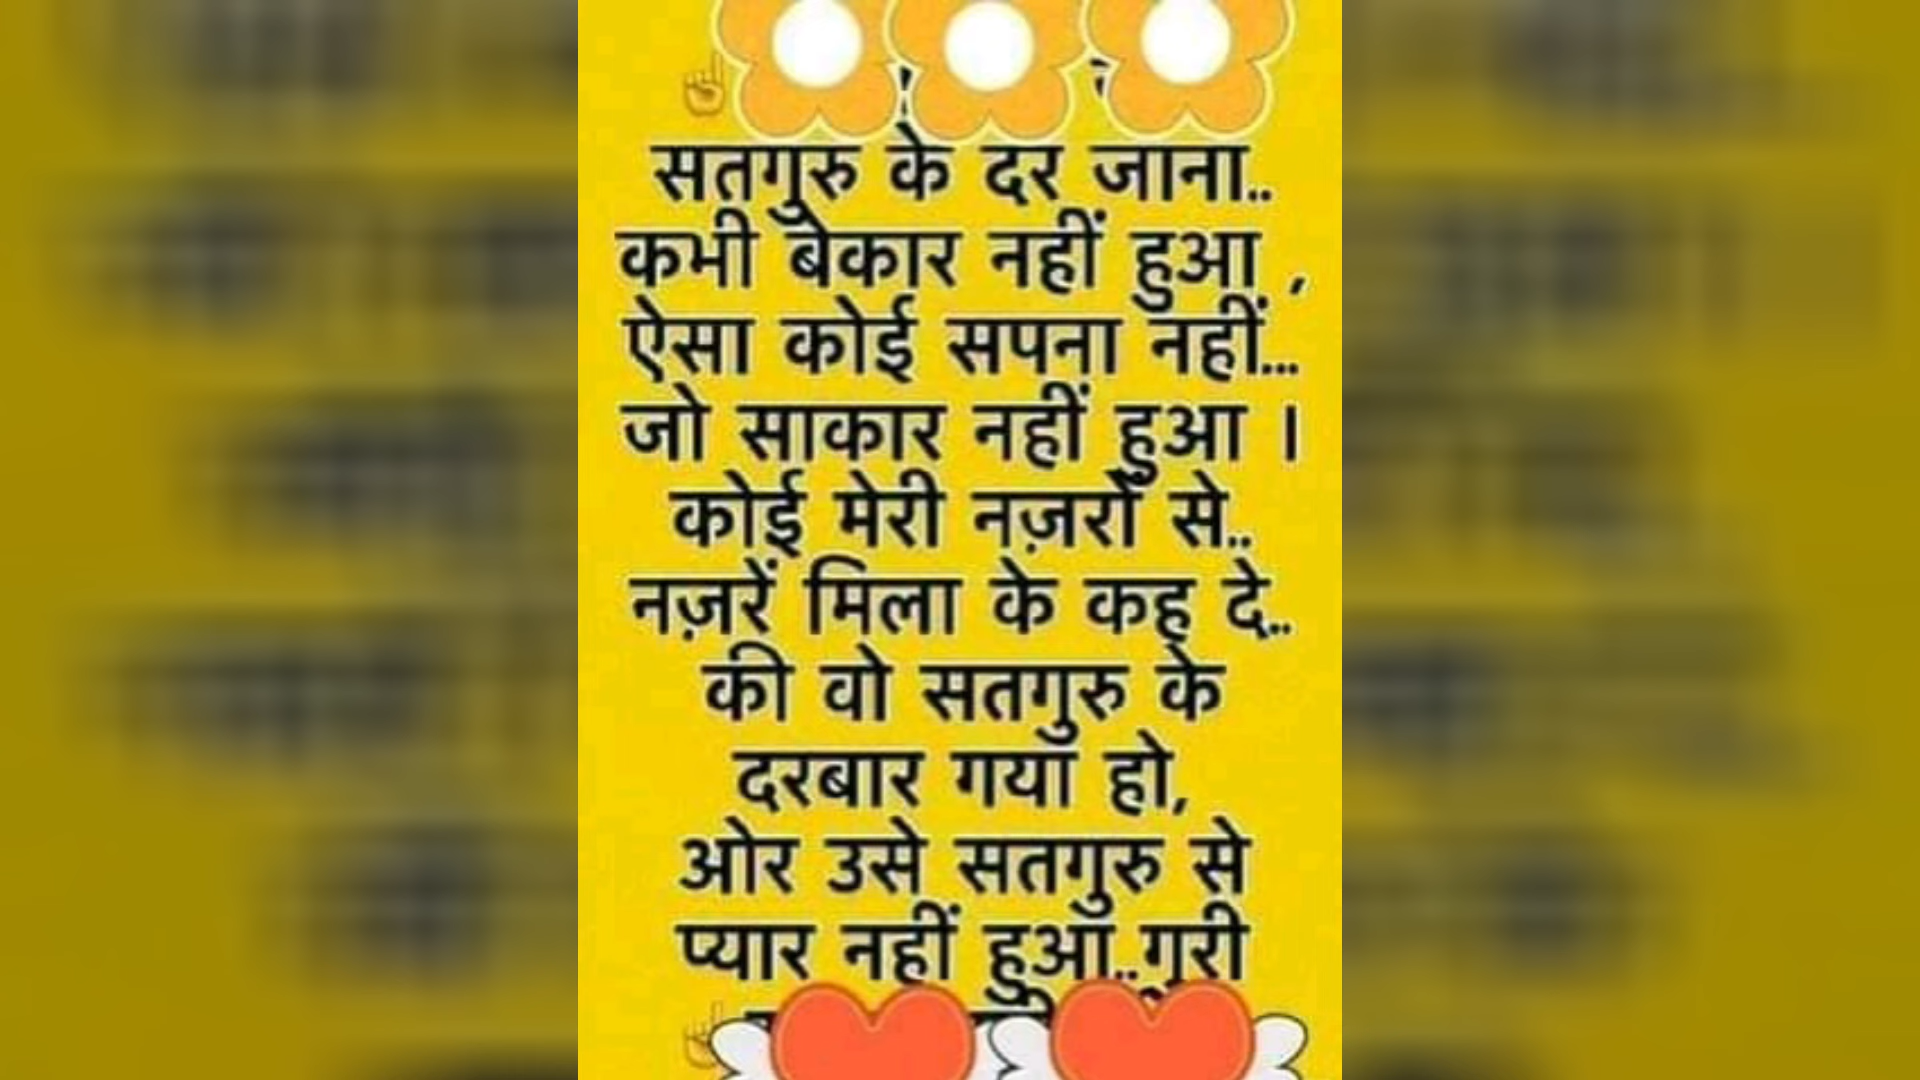 सतगुरु के दर जाना..
कभी बेकार नहीं हुआ ,
ऐसा कोई सपना नहीं...
जो साकार नहीं हुआ ।
कोई मेरी नज़रों से..
नज़रें मिला के कह दे..
की वो सतगुरु के
दरबार गया हो,
ओर उसे सतगुरु से
प्यार नहीं हुआ..गुरी